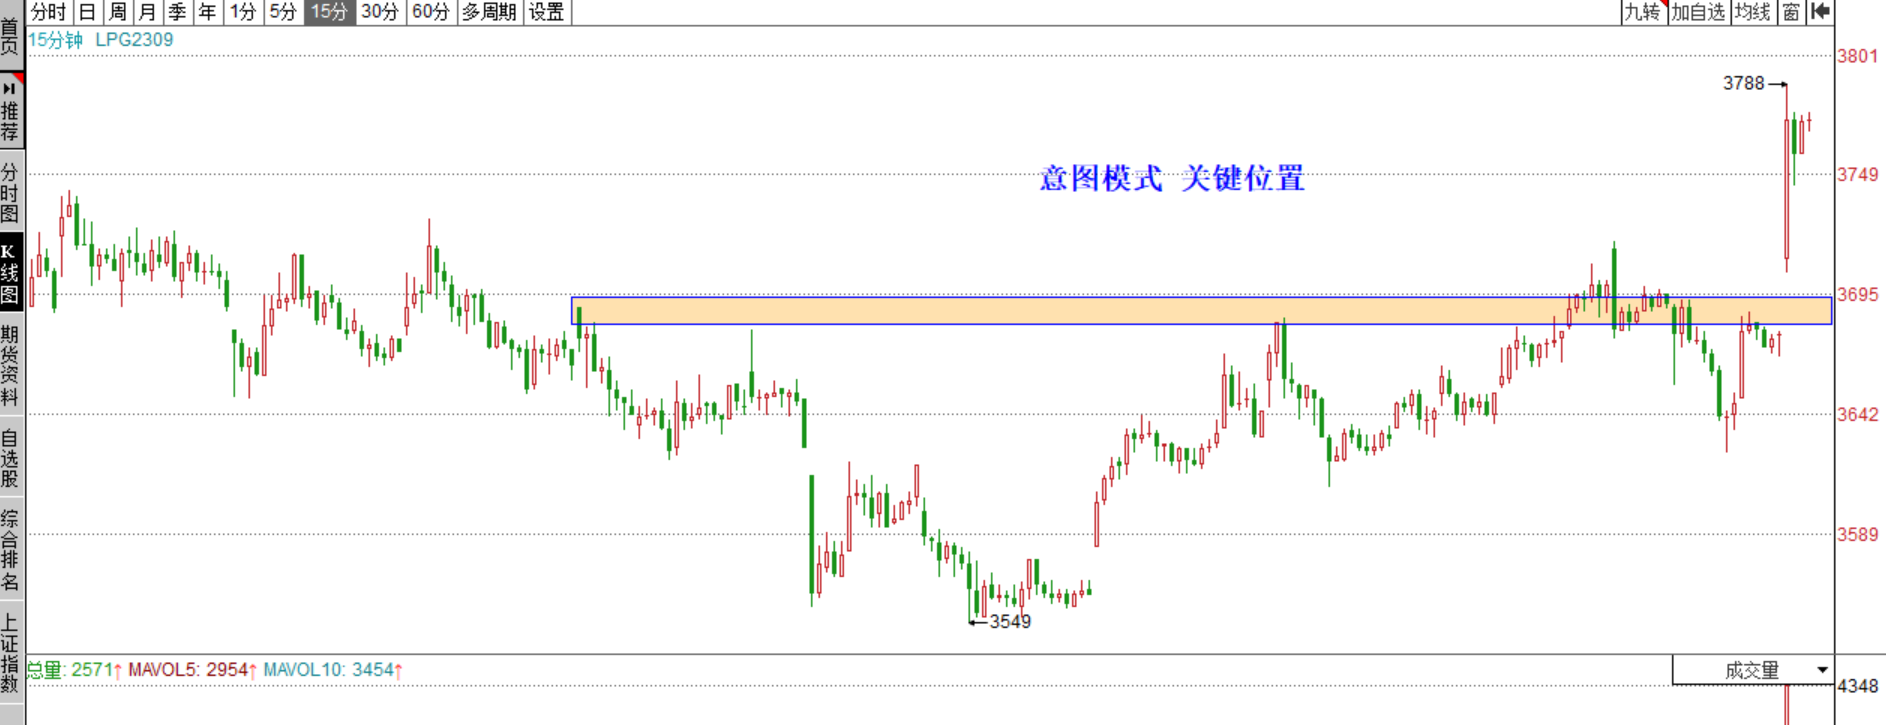 分时 日 周 月 季 年 1分 5分 15分 30分 60分 多周期 设置 九转 加自选 均线 窗
15分钟 LPG2309
首页
推荐
分时图
K线图
期货资料
自选股
综合排名
上证指数
3801
3788
意图模式 关键位置
3749
3695
3642
3589
3549
总量: 2571↑ MAVOL5: 2954↑ MAVOL10: 3454↑
成交量
4348